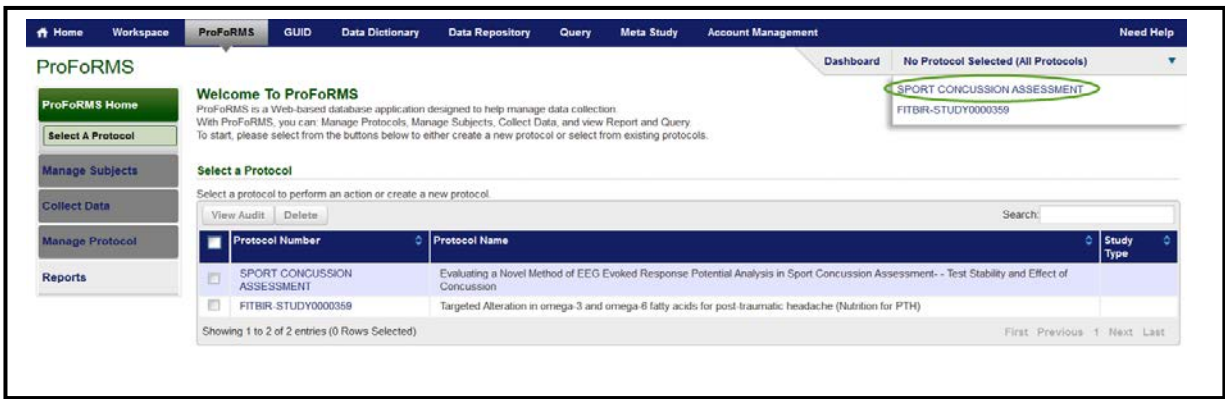 Home Workspace ProFoRMS GUID Data Dictionary Data Repository Query Meta Study Account Management Need Help
ProFoRMS
Dashboard No Protocol Selected (All Protocols)
SPORT CONCUSSION ASSESSMENT
FITBIR-STUDY0000359
ProFoRMS Home
Select A Protocol
Manage Subjects
Collect Data
Manage Protocol
Reports
Welcome To ProFoRMS
ProFoRMS is a Web-based database application designed to help manage data collection.
With ProFoRMS, you can: Manage Protocols, Manage Subjects, Collect Data, and view Report and Query.
To start, please select from the buttons below to either create a new protocol or select from existing protocols.
Select a Protocol
Select a protocol to perform an action or create a new protocol.
View Audit Delete Search:
Protocol Number Protocol Name Study
Type
SPORT CONCUSSION
ASSESSMENT
Evaluating a Novel Method of EEG Evoked Response Potential Analysis in Sport Concussion Assessment- - Test Stability and Effect of
Concussion
FITBIR-STUDY0000359 Targeted Alteration in omega-3 and omega-6 fatty acids for post-traumatic headache (Nutrition for PTH)
Showing 1 to 2 of 2 entries (0 Rows Selected) First Previous 1 Next Last